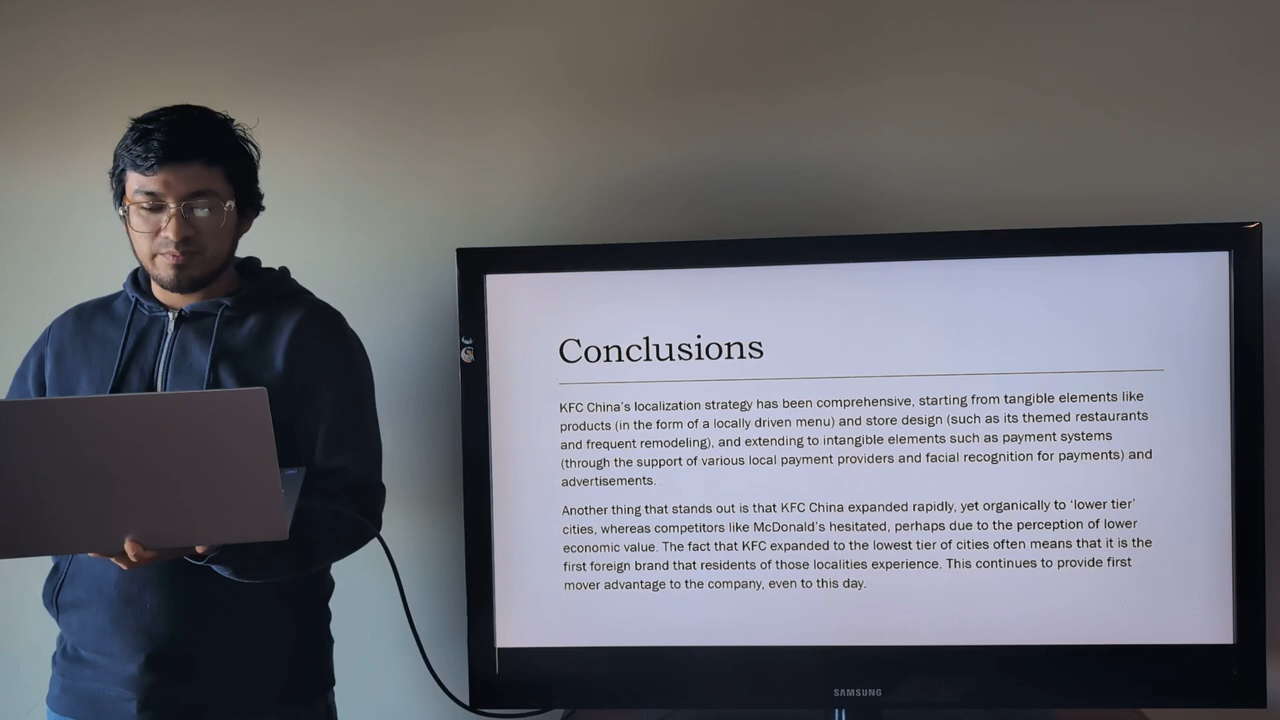 Conclusions
KFC China's localization strategy has been comprehensive, starting from tangible elements like
products (in the form of a locally driven menu) and store design (such as its themed restaurants
and frequent remodeling), and extending to intangible elements such as payment systems
(through the support of various local payment providers and facial recognition for payments) and
advertisements.
Another thing that stands out is that KFC China expanded rapidly, yet organically to ‘lower tier’
cities, whereas competitors like McDonald's hesitated, perhaps due to the perception of lower
economic value. The fact that KFC expanded to the lowest tier of cities often means that it is the
first foreign brand that residents of those localities experience. This continues to provide first
mover advantage to the company, even to this day.
SAMSUNG